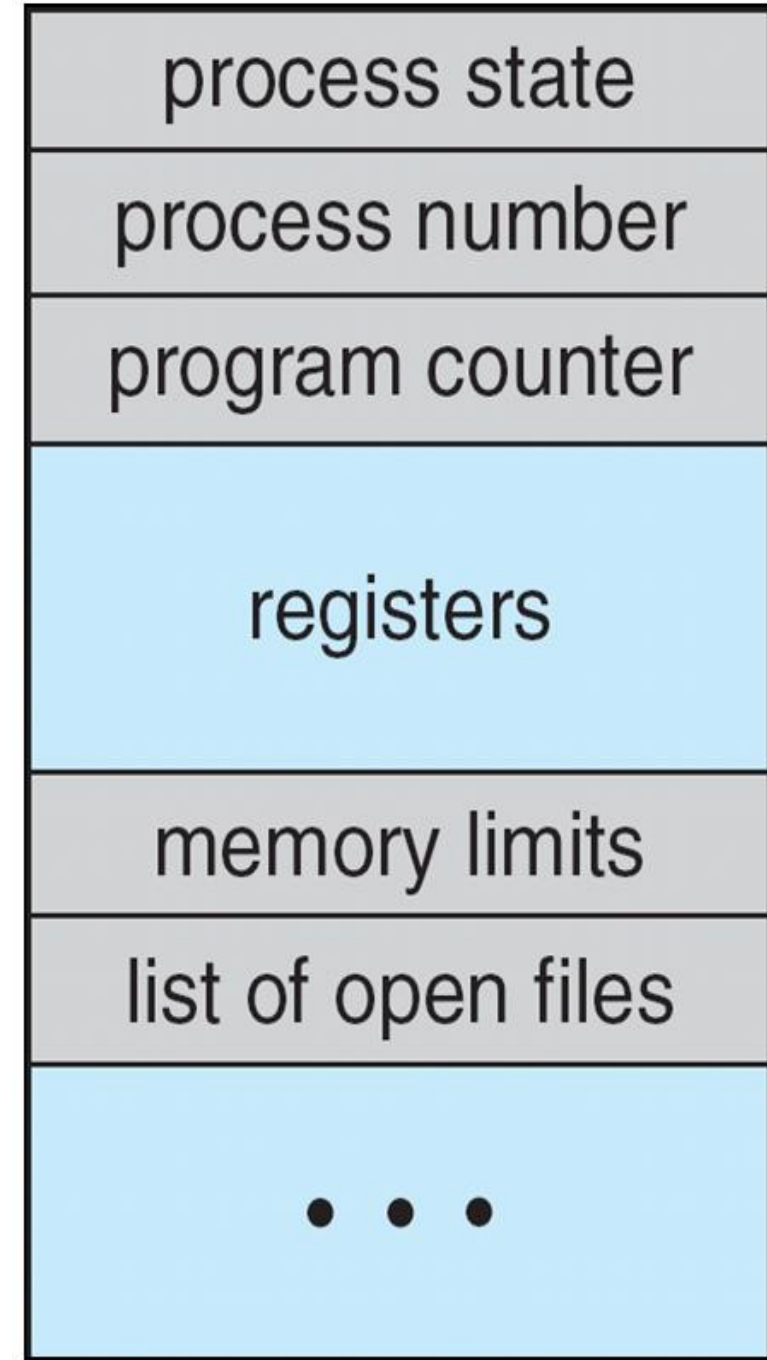 process state
process number
program counter
registers
memory limits
list of open files
• • •